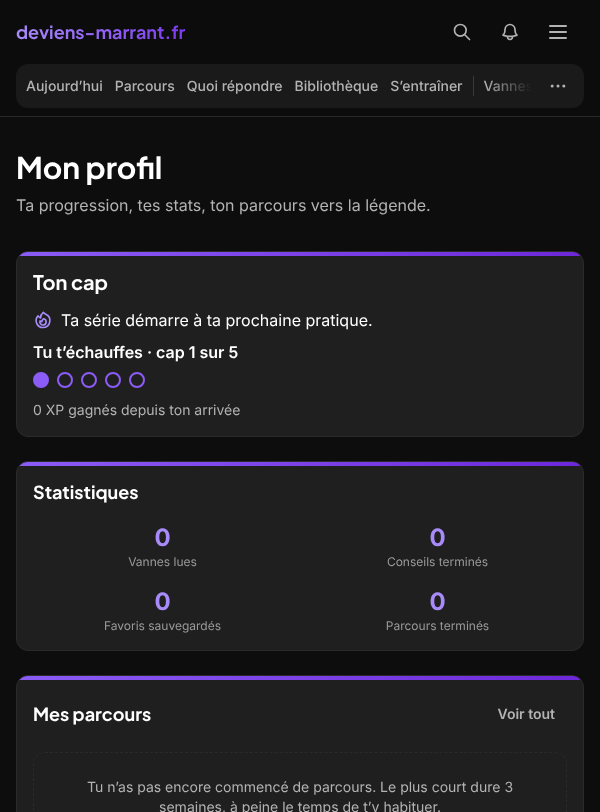 deviens-marrant.fr
Aujourd’hui Parcours Quoi répondre Bibliothèque S’entraîner Vannes ···
Mon profil
Ta progression, tes stats, ton parcours vers la légende.
Ton cap
Ta série démarre à ta prochaine pratique.
Tu t’échauffes · cap 1 sur 5
0 XP gagnés depuis ton arrivée
Statistiques
0 0
Vannes lues Conseils terminés
0 0
Favoris sauvegardés Parcours terminés
Mes parcours Voir tout
Tu n’as pas encore commencé de parcours. Le plus court dure 3
semaines, à peine le temps de t’y habituer.